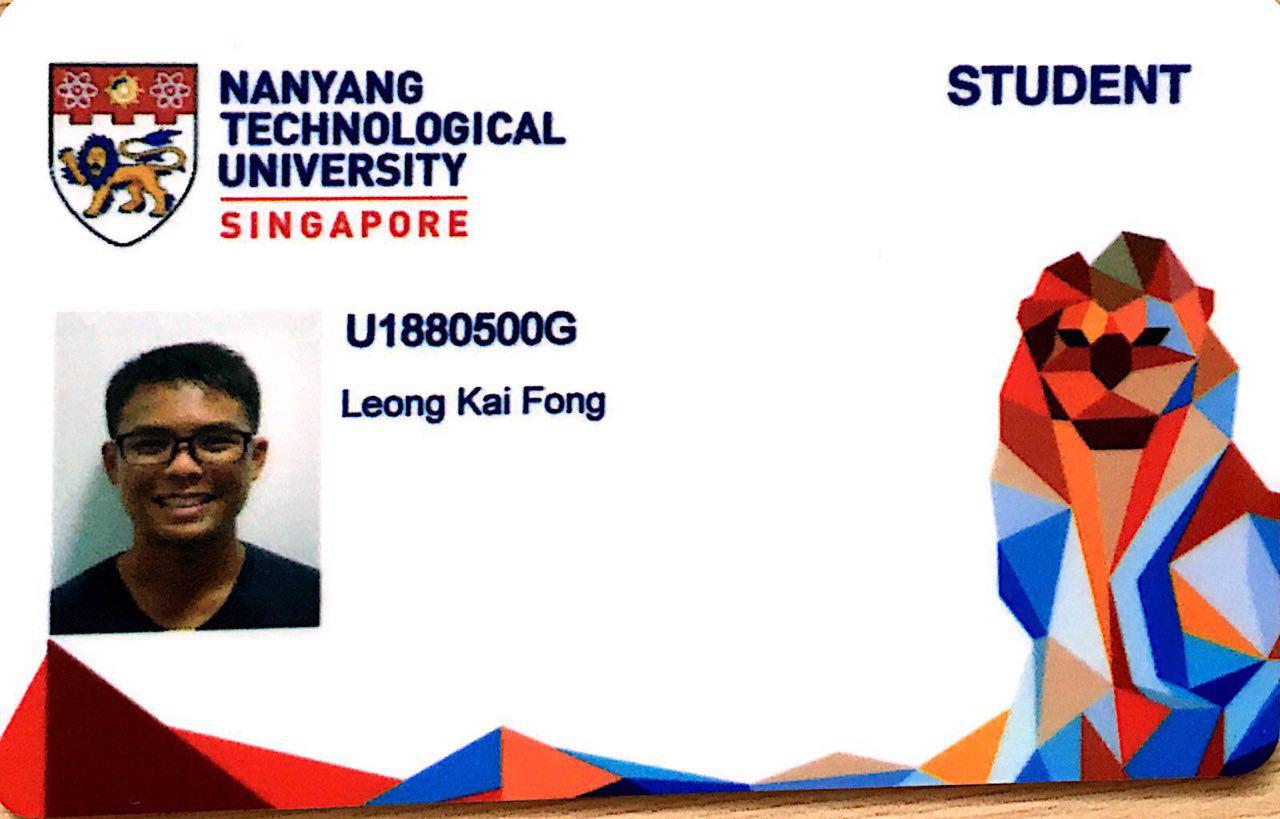 NANYANG
TECHNOLOGICAL
UNIVERSITY
SINGAPORE
STUDENT
U1880500G
Leong Kai Fong